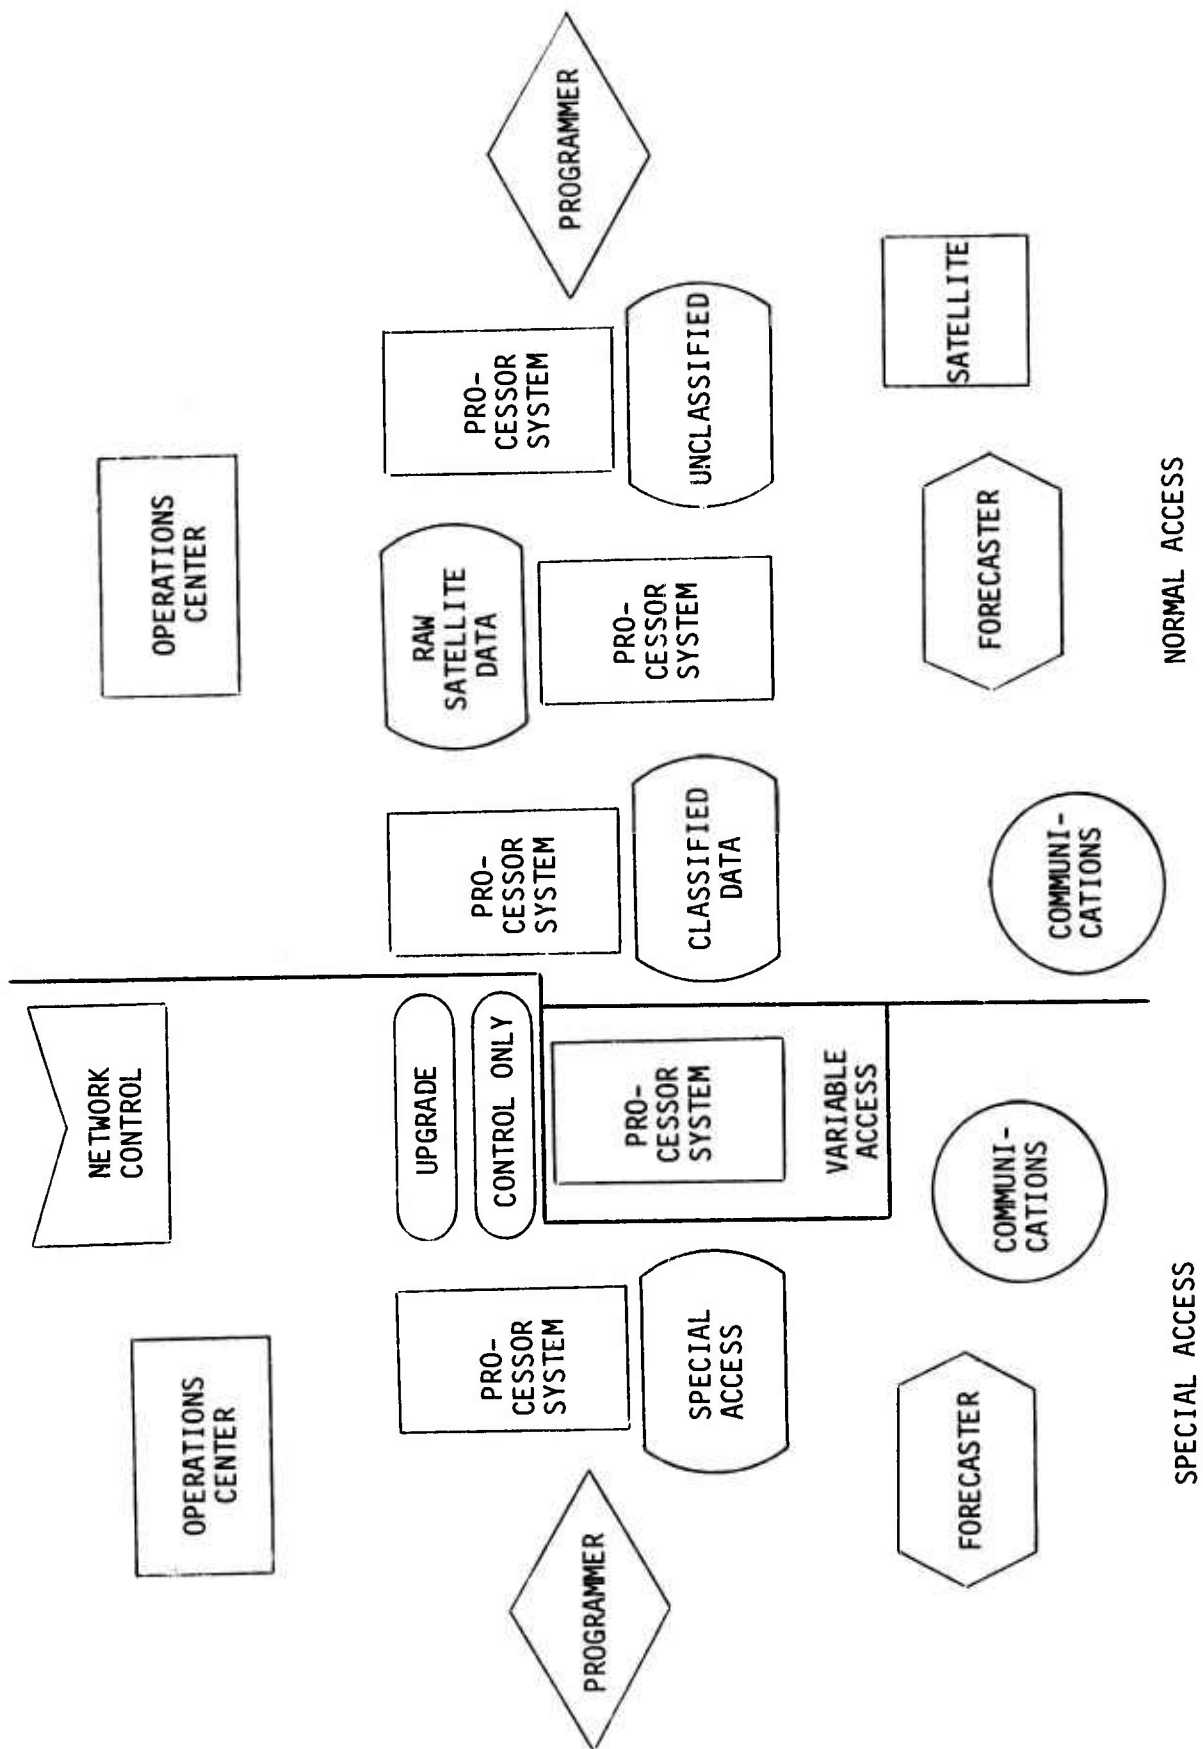 OPERATIONS
CENTER
NETWORK
CONTROL
OPERATIONS
CENTER
PROGRAMMER
PRO-
CESSOR
SYSTEM
SPECIAL
ACCESS
UPGRADE
CONTROL ONLY
PRO-
CESSOR
SYSTEM
VARIABLE
ACCESS
PRO-
CESSOR
SYSTEM
CLASSIFIED
DATA
RAW
SATELLITE
DATA
PRO-
CESSOR
SYSTEM
PRO-
CESSOR
SYSTEM
UNCLASSIFIED
PROGRAMMER
FORECASTER
COMMUNI-
CATIONS
COMMUNI-
CATIONS
FORECASTER
SATELLITE
SPECIAL ACCESS
NORMAL ACCESS